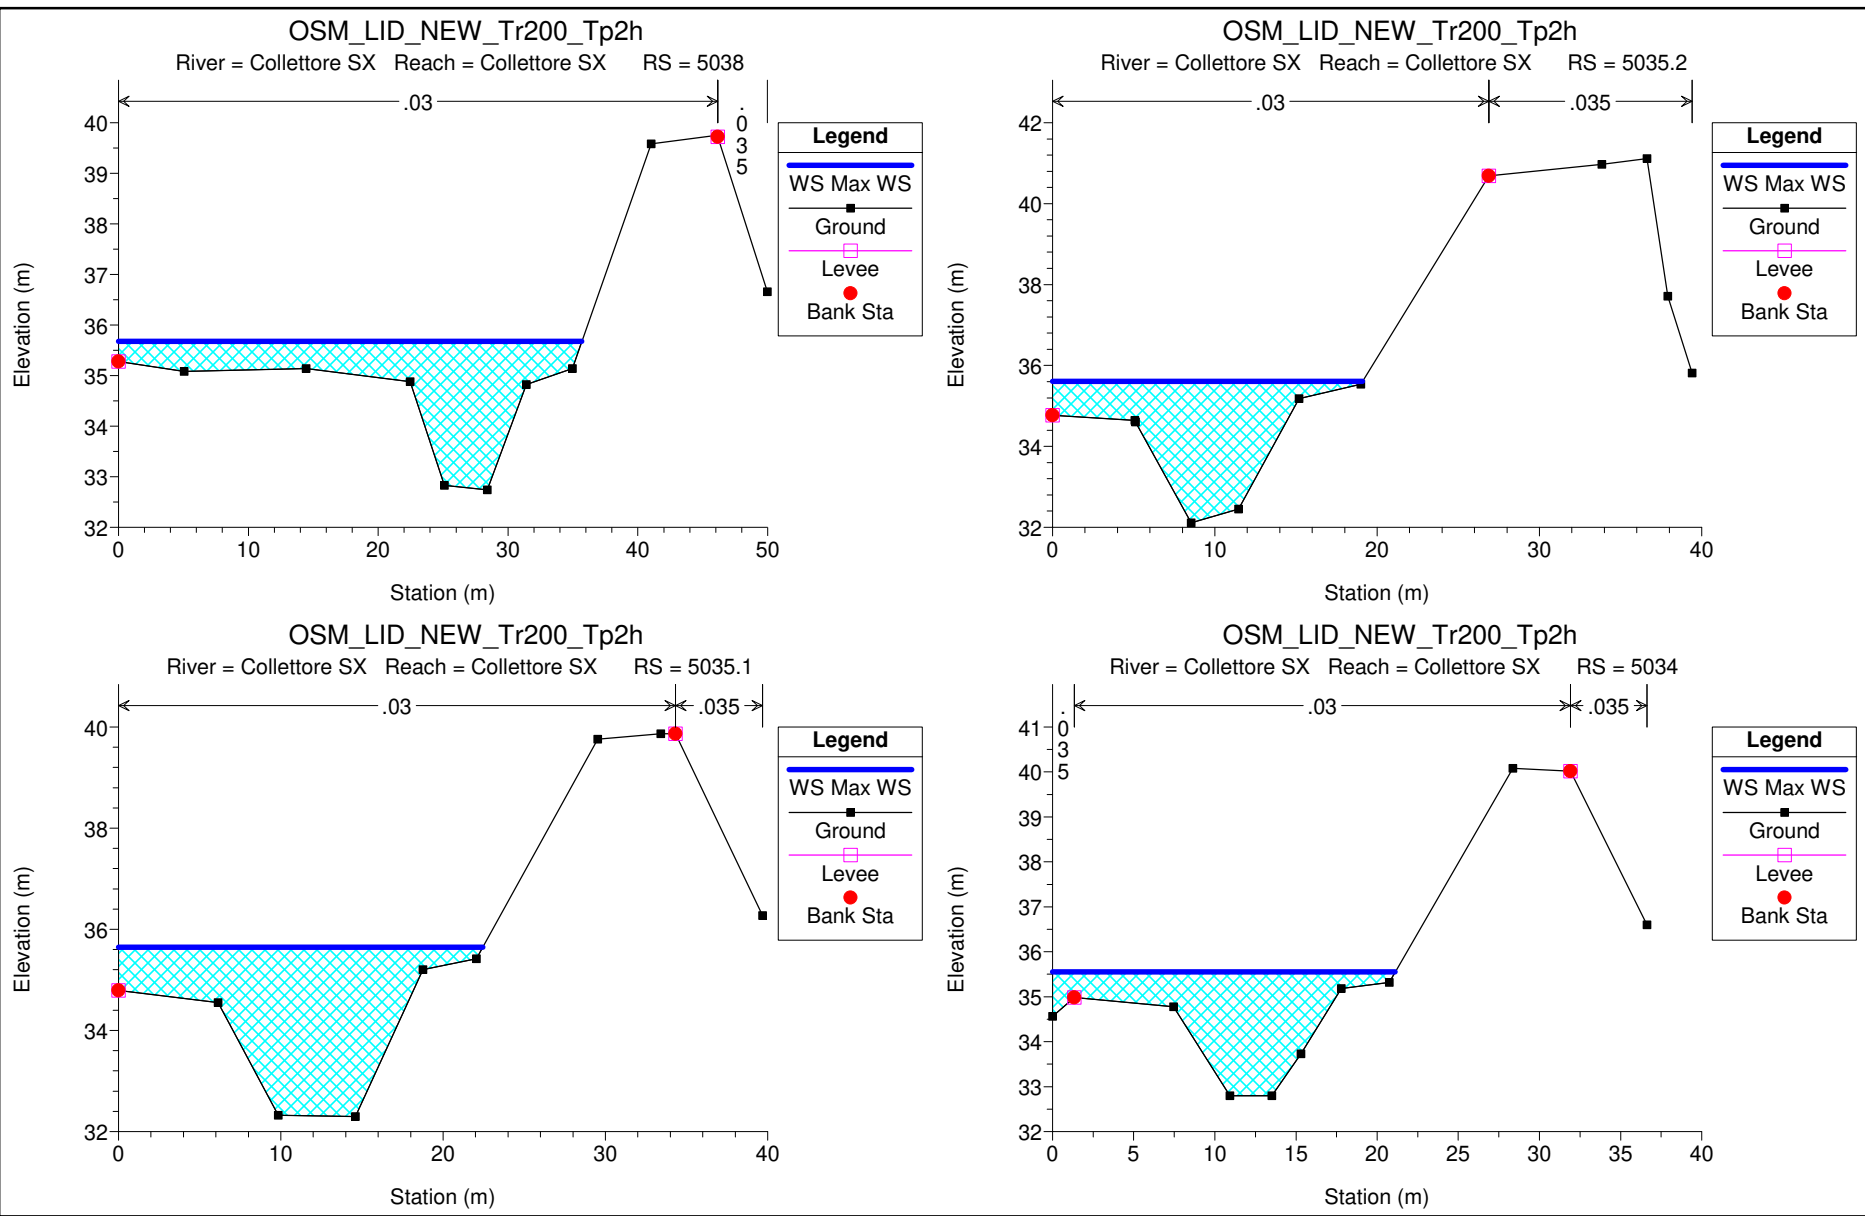 OSM_LID_NEW_Tr200_Tp2h
River = Collettore SX Reach = Collettore SX RS = 5038
.03
.035
Elevation (m)
40
39
38
37
36
35
34
33
32
0 10 20 30 40 50
Station (m)
Legend
WS Max WS
Ground
Levee
Bank Sta
OSM_LID_NEW_Tr200_Tp2h
River = Collettore SX Reach = Collettore SX RS = 5035.2
.03 .035
Elevation (m)
42
40
38
36
34
32
0 10 20 30 40
Station (m)
Legend
WS Max WS
Ground
Levee
Bank Sta
OSM_LID_NEW_Tr200_Tp2h
River = Collettore SX Reach = Collettore SX RS = 5035.1
.03 .035
Elevation (m)
40
38
36
34
32
0 10 20 30 40
Station (m)
Legend
WS Max WS
Ground
Levee
Bank Sta
OSM_LID_NEW_Tr200_Tp2h
River = Collettore SX Reach = Collettore SX RS = 5034
.035
.03 .035
Elevation (m)
41
40
39
38
37
36
35
34
33
32
0 5 10 15 20 25 30 35 40
Station (m)
Legend
WS Max WS
Ground
Levee
Bank Sta